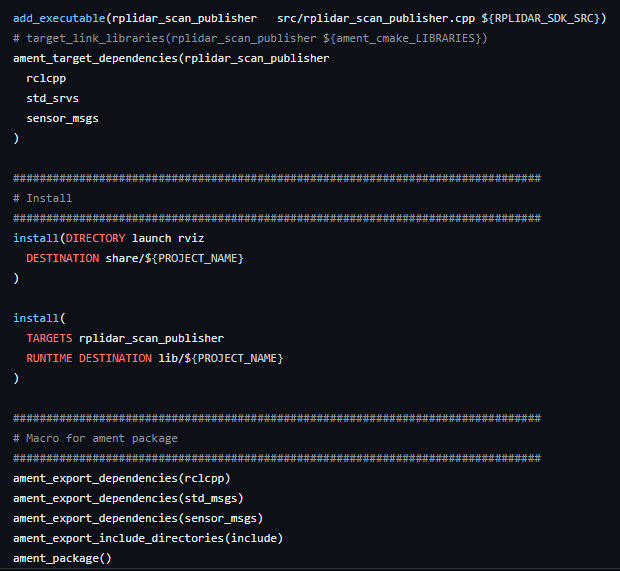 add_executable(rplidar_scan_publisher   src/rplidar_scan_publisher.cpp ${RPLIDAR_SDK_SRC})
# target_link_libraries(rplidar_scan_publisher ${ament_cmake_LIBRARIES})
ament_target_dependencies(rplidar_scan_publisher
  rclcpp
  std_srvs
  sensor_msgs
)
################################################################################
# Install
################################################################################
install(DIRECTORY launch rviz
  DESTINATION share/${PROJECT_NAME}
)
install(
  TARGETS rplidar_scan_publisher
  RUNTIME DESTINATION lib/${PROJECT_NAME}
)
################################################################################
# Macro for ament package
################################################################################
ament_export_dependencies(rclcpp)
ament_export_dependencies(std_msgs)
ament_export_dependencies(sensor_msgs)
ament_export_include_directories(include)
ament_package()